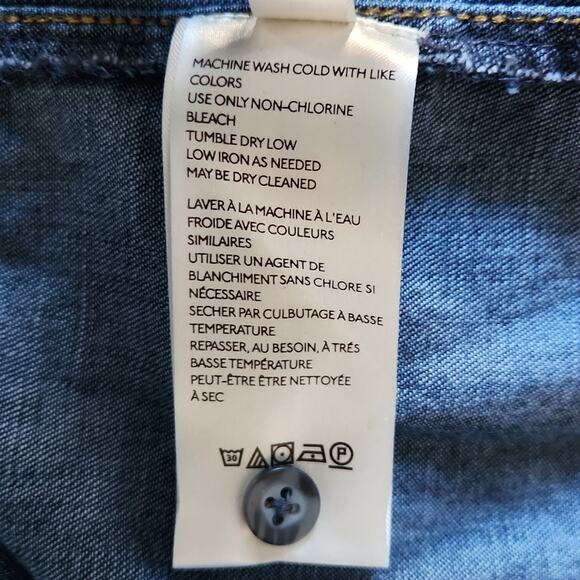 MACHINE WASH COLD WITH LIKE
COLORS
USE ONLY NON-CHLORINE
BLEACH
TUMBLE DRY LOW
LOW IRON AS NEEDED
MAY BE DRY CLEANED
LAVER À LA MACHINE À L'EAU
FROIDE AVEC COULEURS
SIMILAIRES
UTILISER UN AGENT DE
BLANCHIMENT SANS CHLORE SI
NÉCESSAIRE
SECHER PAR CULBUTAGE À BASSE
TEMPERATURE
REPASSER, AU BESOIN, À TRÉS
BASSE TEMPÉRATURE
PEUT-ÊTRE ÊTRE NETTOYÉE
À SEC
30 P